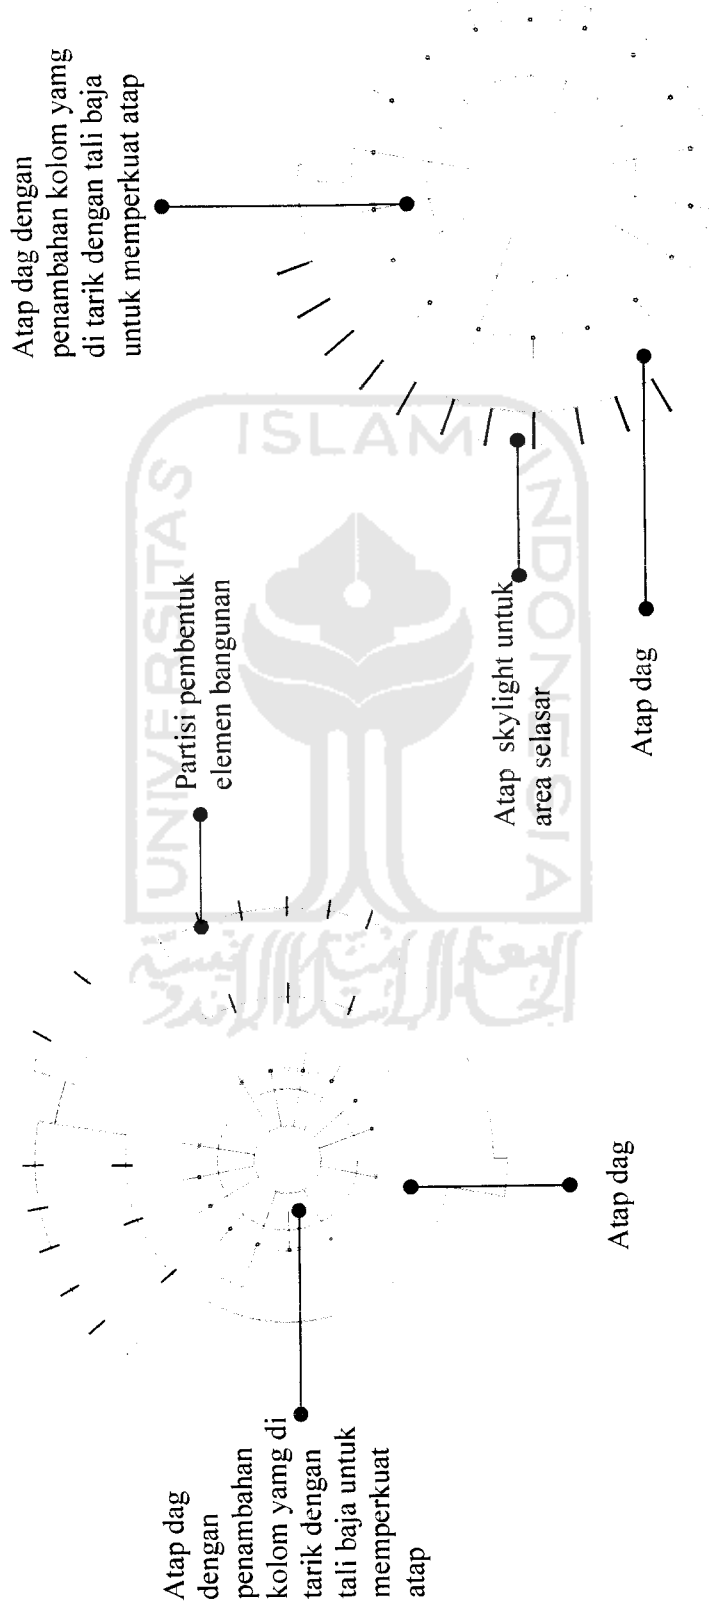 Atap dag
dengan
penambahan
kolom yamg di
tarik dengan
tali baja untuk
memperkuat
atap
Partisi pembentuk
elemen bangunan
Atap dag dengan
penambahan kolom yamg
di tarik dengan tali baja
untuk memperkuat atap
Atap dag
Atap skylight untuk
area selasar
Atap dag
UNIVERSITAS
ISLAM
INDONESIA